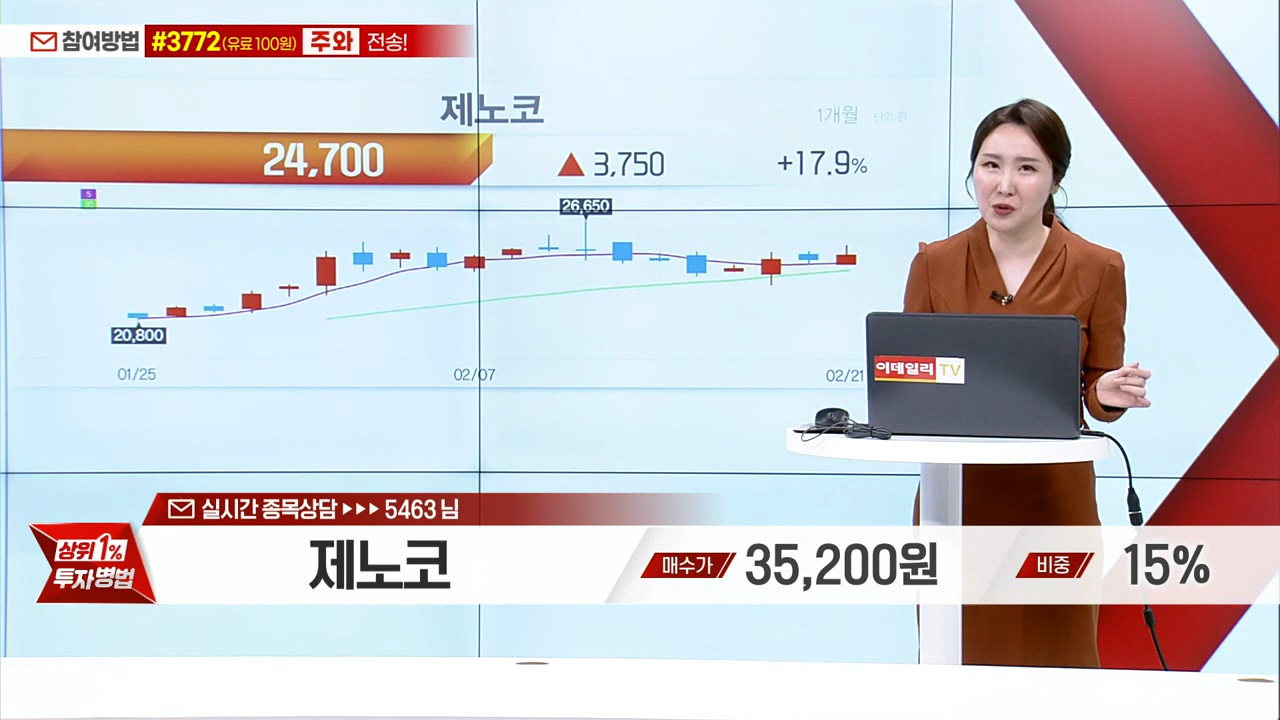 참여방법 #3772 (유료 100원) 주와 전송!
제노코
1개월 단위:원
24,700 ▲ 3,750 +17.9%
5
26,650
20,800
01/25 02/07 02/21
이데일리 TV
실시간 종목상담 ▶▶▶ 5463 님
상위 1%
투자병법
제노코 매수가 35,200원 비중 15%